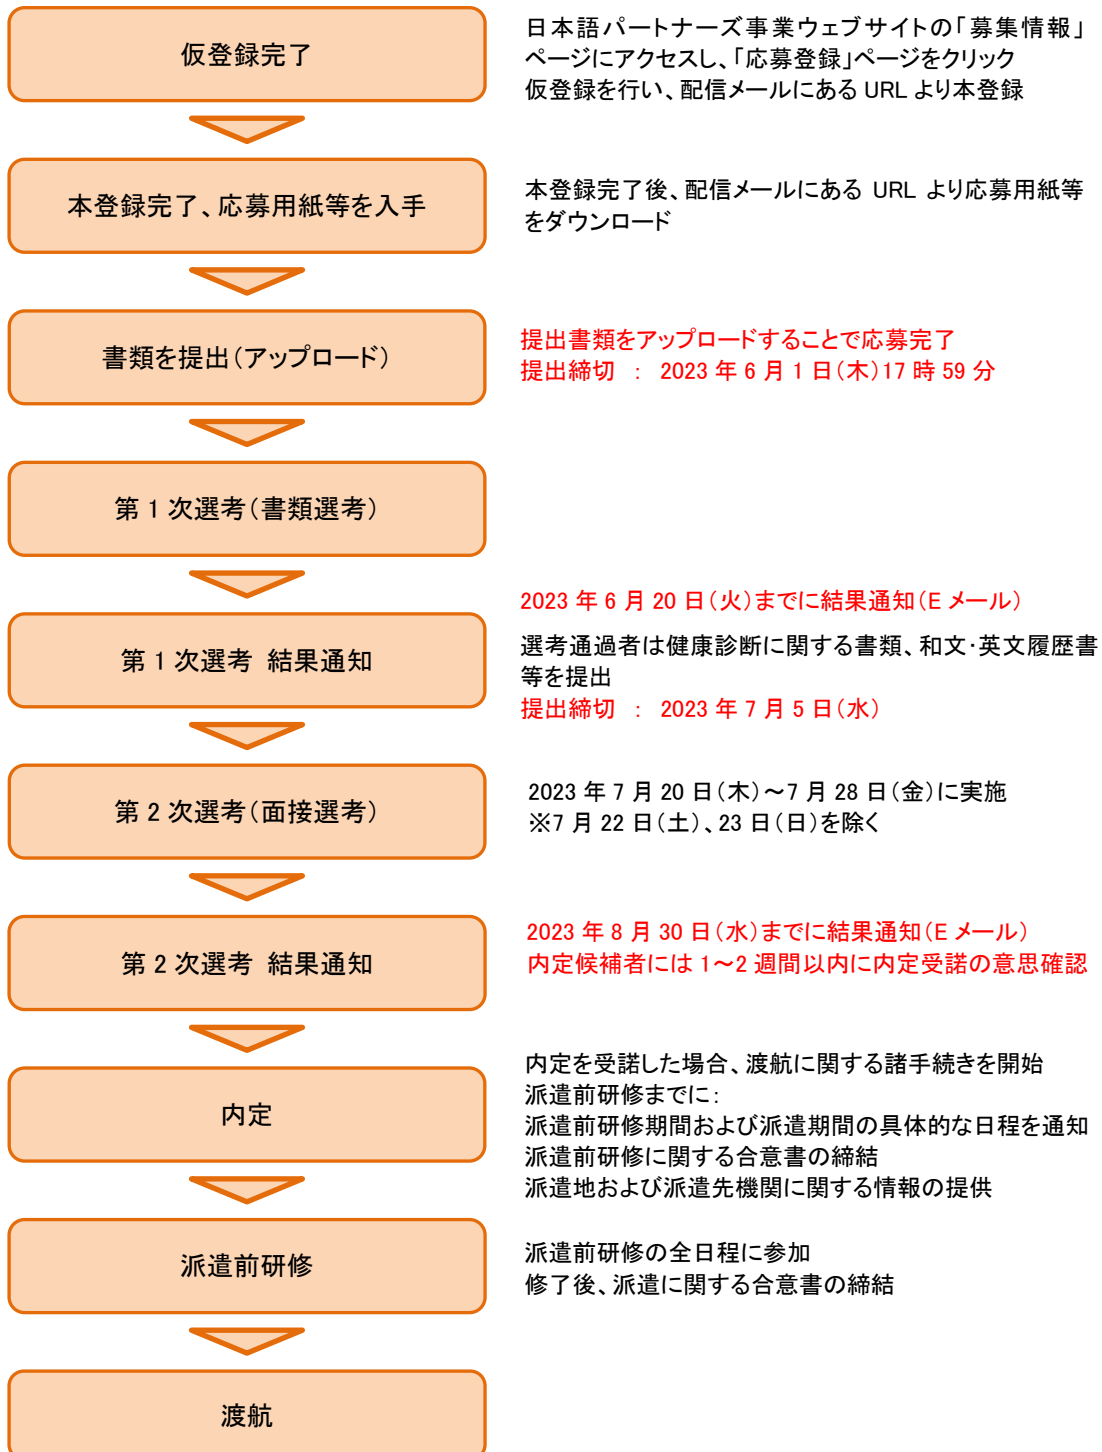 仮登録完了
日本語パートナーズ事業ウェブサイトの「募集情報」
ページにアクセスし、「応募登録」ページをクリック
仮登録を行い、配信メールにある URL より本登録
本登録完了、応募用紙等を入手
本登録完了後、配信メールにある URL より応募用紙等
をダウンロード
書類を提出（アップロード）
提出書類をアップロードすることで応募完了
提出締切 ： 2023 年 6 月 1 日（木）17 時 59 分
第 1 次選考（書類選考）
第 1 次選考 結果通知
2023 年 6 月 20 日（火）までに結果通知（E メール）
選考通過者は健康診断に関する書類、和文・英文履歴書
等を提出
提出締切 ： 2023 年 7 月 5 日（水）
第 2 次選考（面接選考）
2023 年 7 月 20 日（木）～7 月 28 日（金）に実施
※7 月 22 日（土）、23 日（日）を除く
第 2 次選考 結果通知
2023 年 8 月 30 日（水）までに結果通知（E メール）
内定候補者には 1～2 週間以内に内定受諾の意思確認
内定
内定を受諾した場合、渡航に関する諸手続きを開始
派遣前研修までに：
派遣前研修期間および派遣期間の具体的な日程を通知
派遣前研修に関する合意書の締結
派遣地および派遣先機関に関する情報の提供
派遣前研修
派遣前研修の全日程に参加
修了後、派遣に関する合意書の締結
渡航